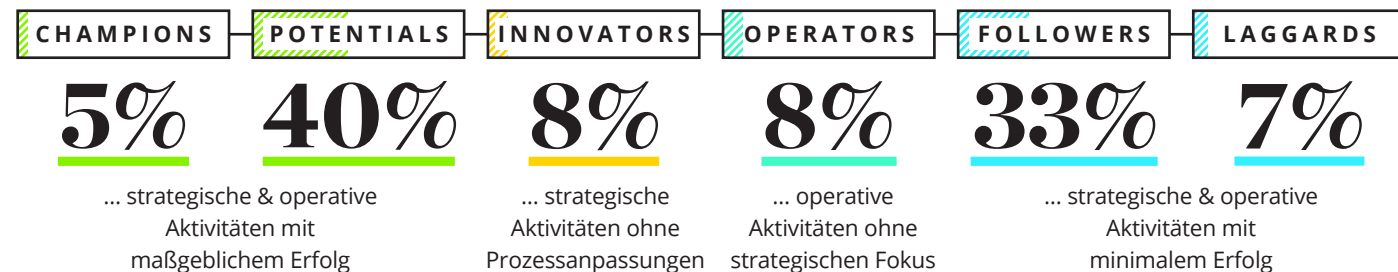 CHAMPIONS POTENTIALS INNOVATORS OPERATORS FOLLOWERS LAGGARDS
5% 40% 8% 8% 33% 7%
... strategische & operative
Aktivitäten mit
maßgeblichem Erfolg
... strategische
Aktivitäten ohne
Prozessanpassungen
... operative
Aktivitäten ohne
strategischen Fokus
... strategische & operative
Aktivitäten mit
minimalem Erfolg